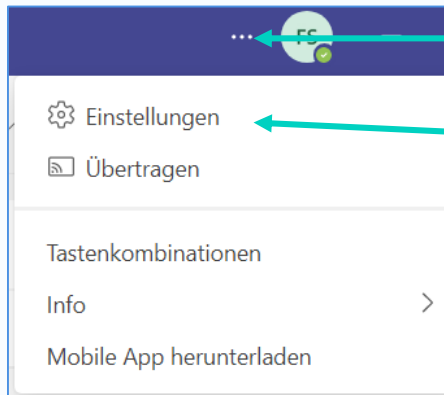 ... FS
Einstellungen
Übertragen
Tastenkombinationen
Info
Mobile App herunterladen